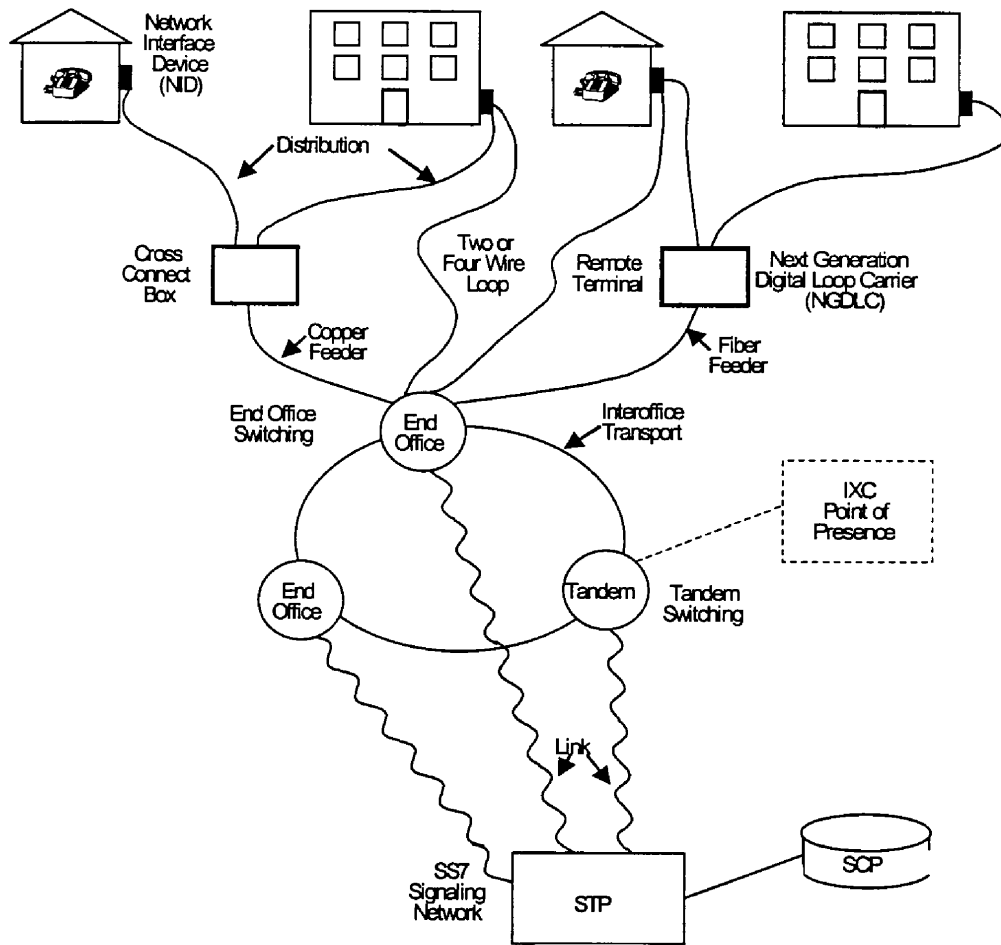 Network
Interface
Device
(NID)
Distribution
Cross
Connect
Box
Two or
Four Wire
Loop
Remote
Terminal
Next Generation
Digital Loop Carrier
(NGDLC)
Copper
Feeder
Fiber
Feeder
End Office
Switching
End
Office
Interoffice
Transport
IXC
Point of
Presence
End
Office
Tandem
Tandem
Switching
Link
SS7
Signaling
Network
STP
SCP